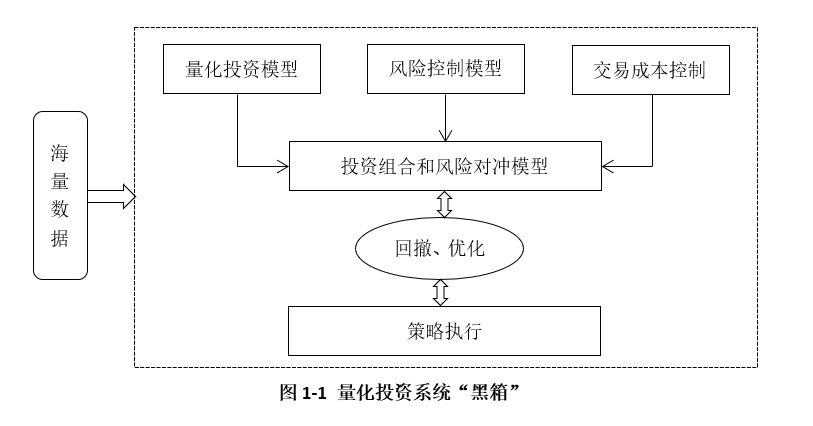 量化投资模型
风险控制模型
交易成本控制
海量数据
投资组合和风险对冲模型
回撤、优化
策略执行
图 1-1 量化投资系统“黑箱”